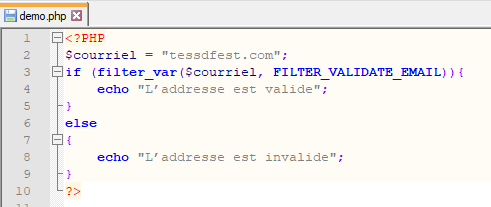 demo.php
1 <?PHP
2 $courriel = "tessdfest.com";
3 if (filter_var($courriel, FILTER_VALIDATE_EMAIL)){
4 echo "L’addresse est valide";
5 }
6 else
7 {
8 echo "L’addresse est invalide";
9 }
10 ?>